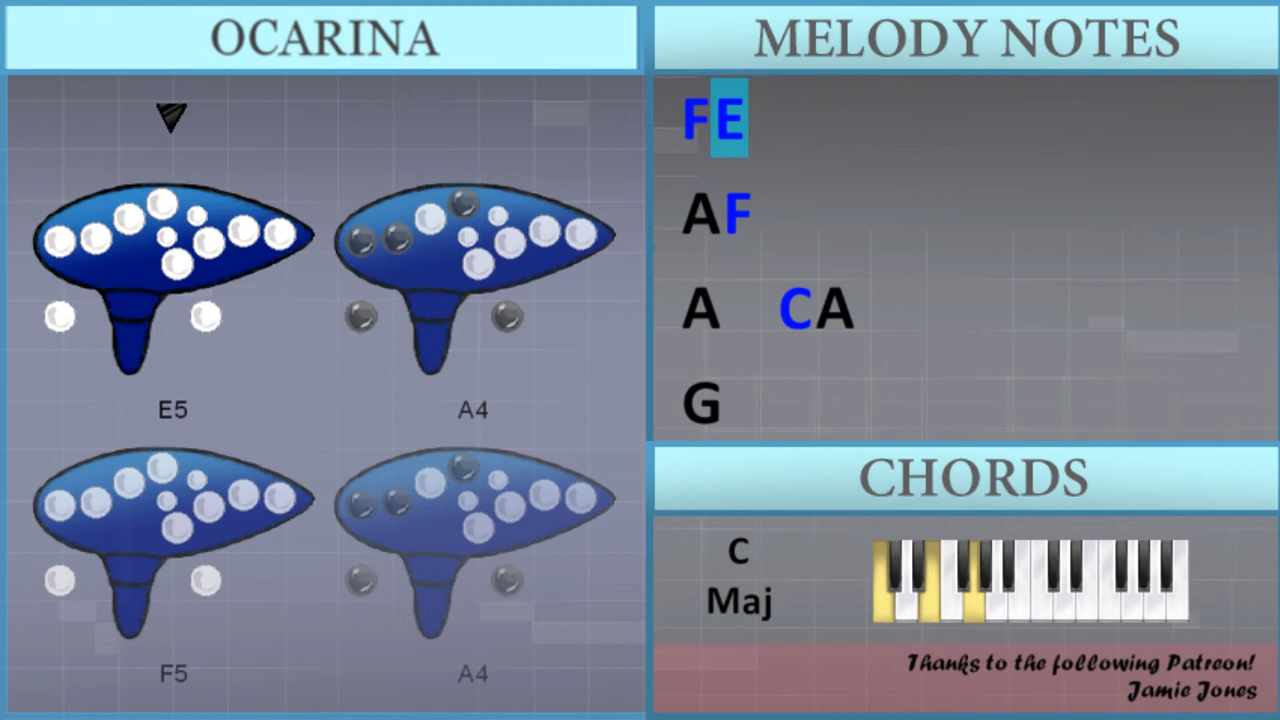 OCARINA
E5 A4
F5 A4
MELODY NOTES
FE
AF
A CA
G
CHORDS
C
Maj
Thanks to the following Patreon!
Jamie Jones